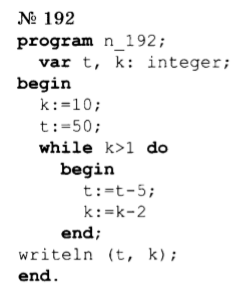 № 192
program n_192;
var t, k: integer;
begin
k:=10;
t:=50;
while k>1 do
begin
t:=t-5;
k:=k-2
end;
writeln (t, k);
end.